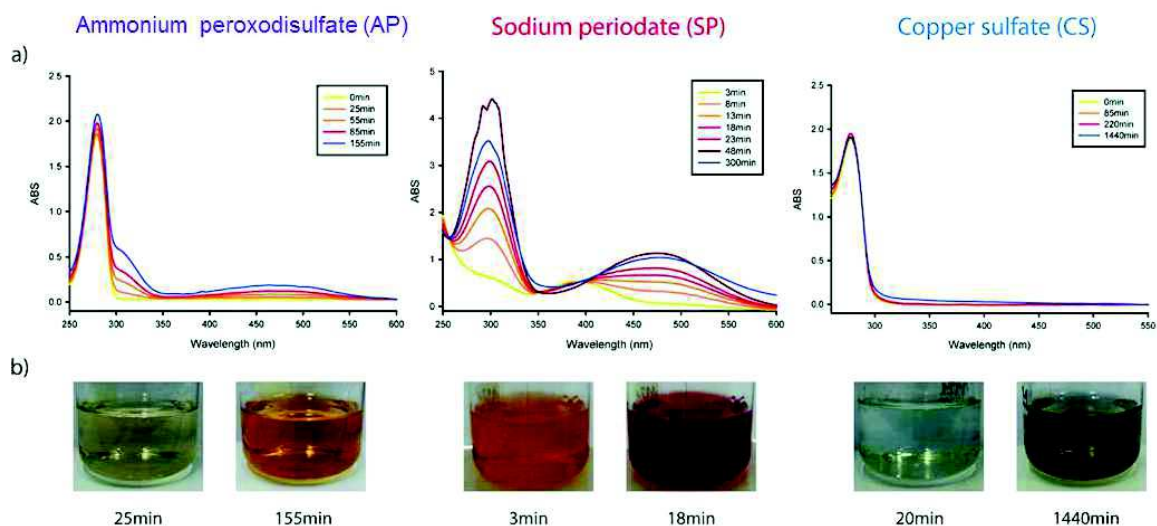 Ammonium peroxodisulfate (AP)
Sodium periodate (SP)
Copper sulfate (CS)
a)
2.5
2.0
1.5
1.0
0.5
0.0
ABS
250 300 350 400 450 500 550 600
Wavelength (nm)
0min
25min
55min
85min
155min
5
4
3
2
1
0
ABS
250 300 350 400 450 500 550 600
Wavelength (nm)
3min
8min
13min
18min
23min
48min
300min
3.0
2.5
2.0
1.5
1.0
0.5
0.0
ABS
300 350 400 450 500 550
Wavelength (nm)
0min
85min
220min
1440min
b)
25min
155min
3min
18min
20min
1440min